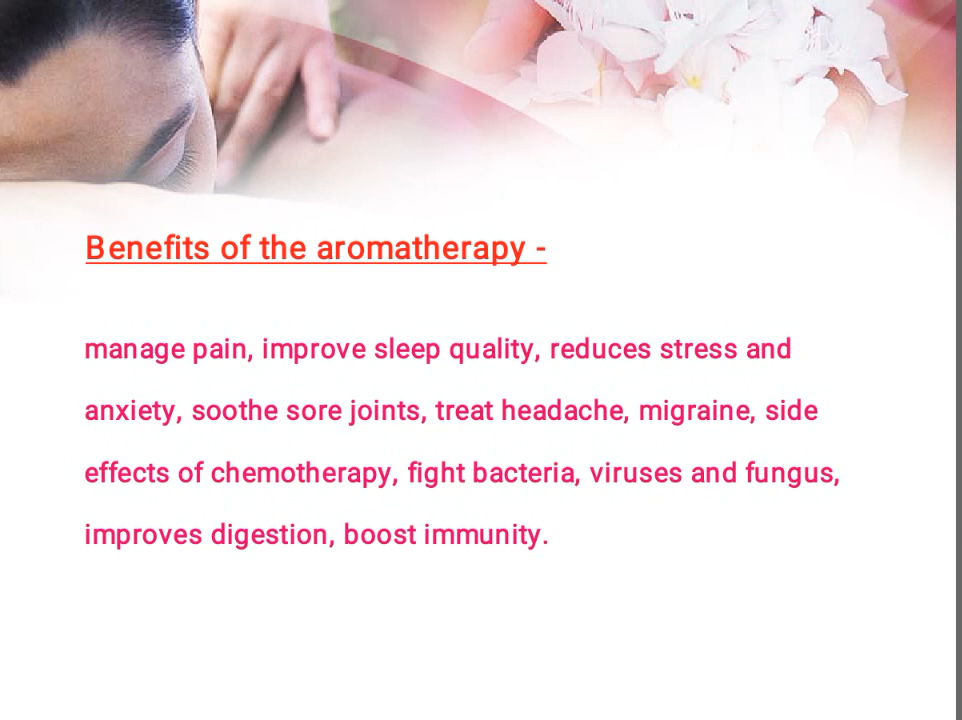 Benefits of the aromatherapy -
manage pain, improve sleep quality, reduces stress and
anxiety, soothe sore joints, treat headache, migraine, side
effects of chemotherapy, fight bacteria, viruses and fungus,
improves digestion, boost immunity.